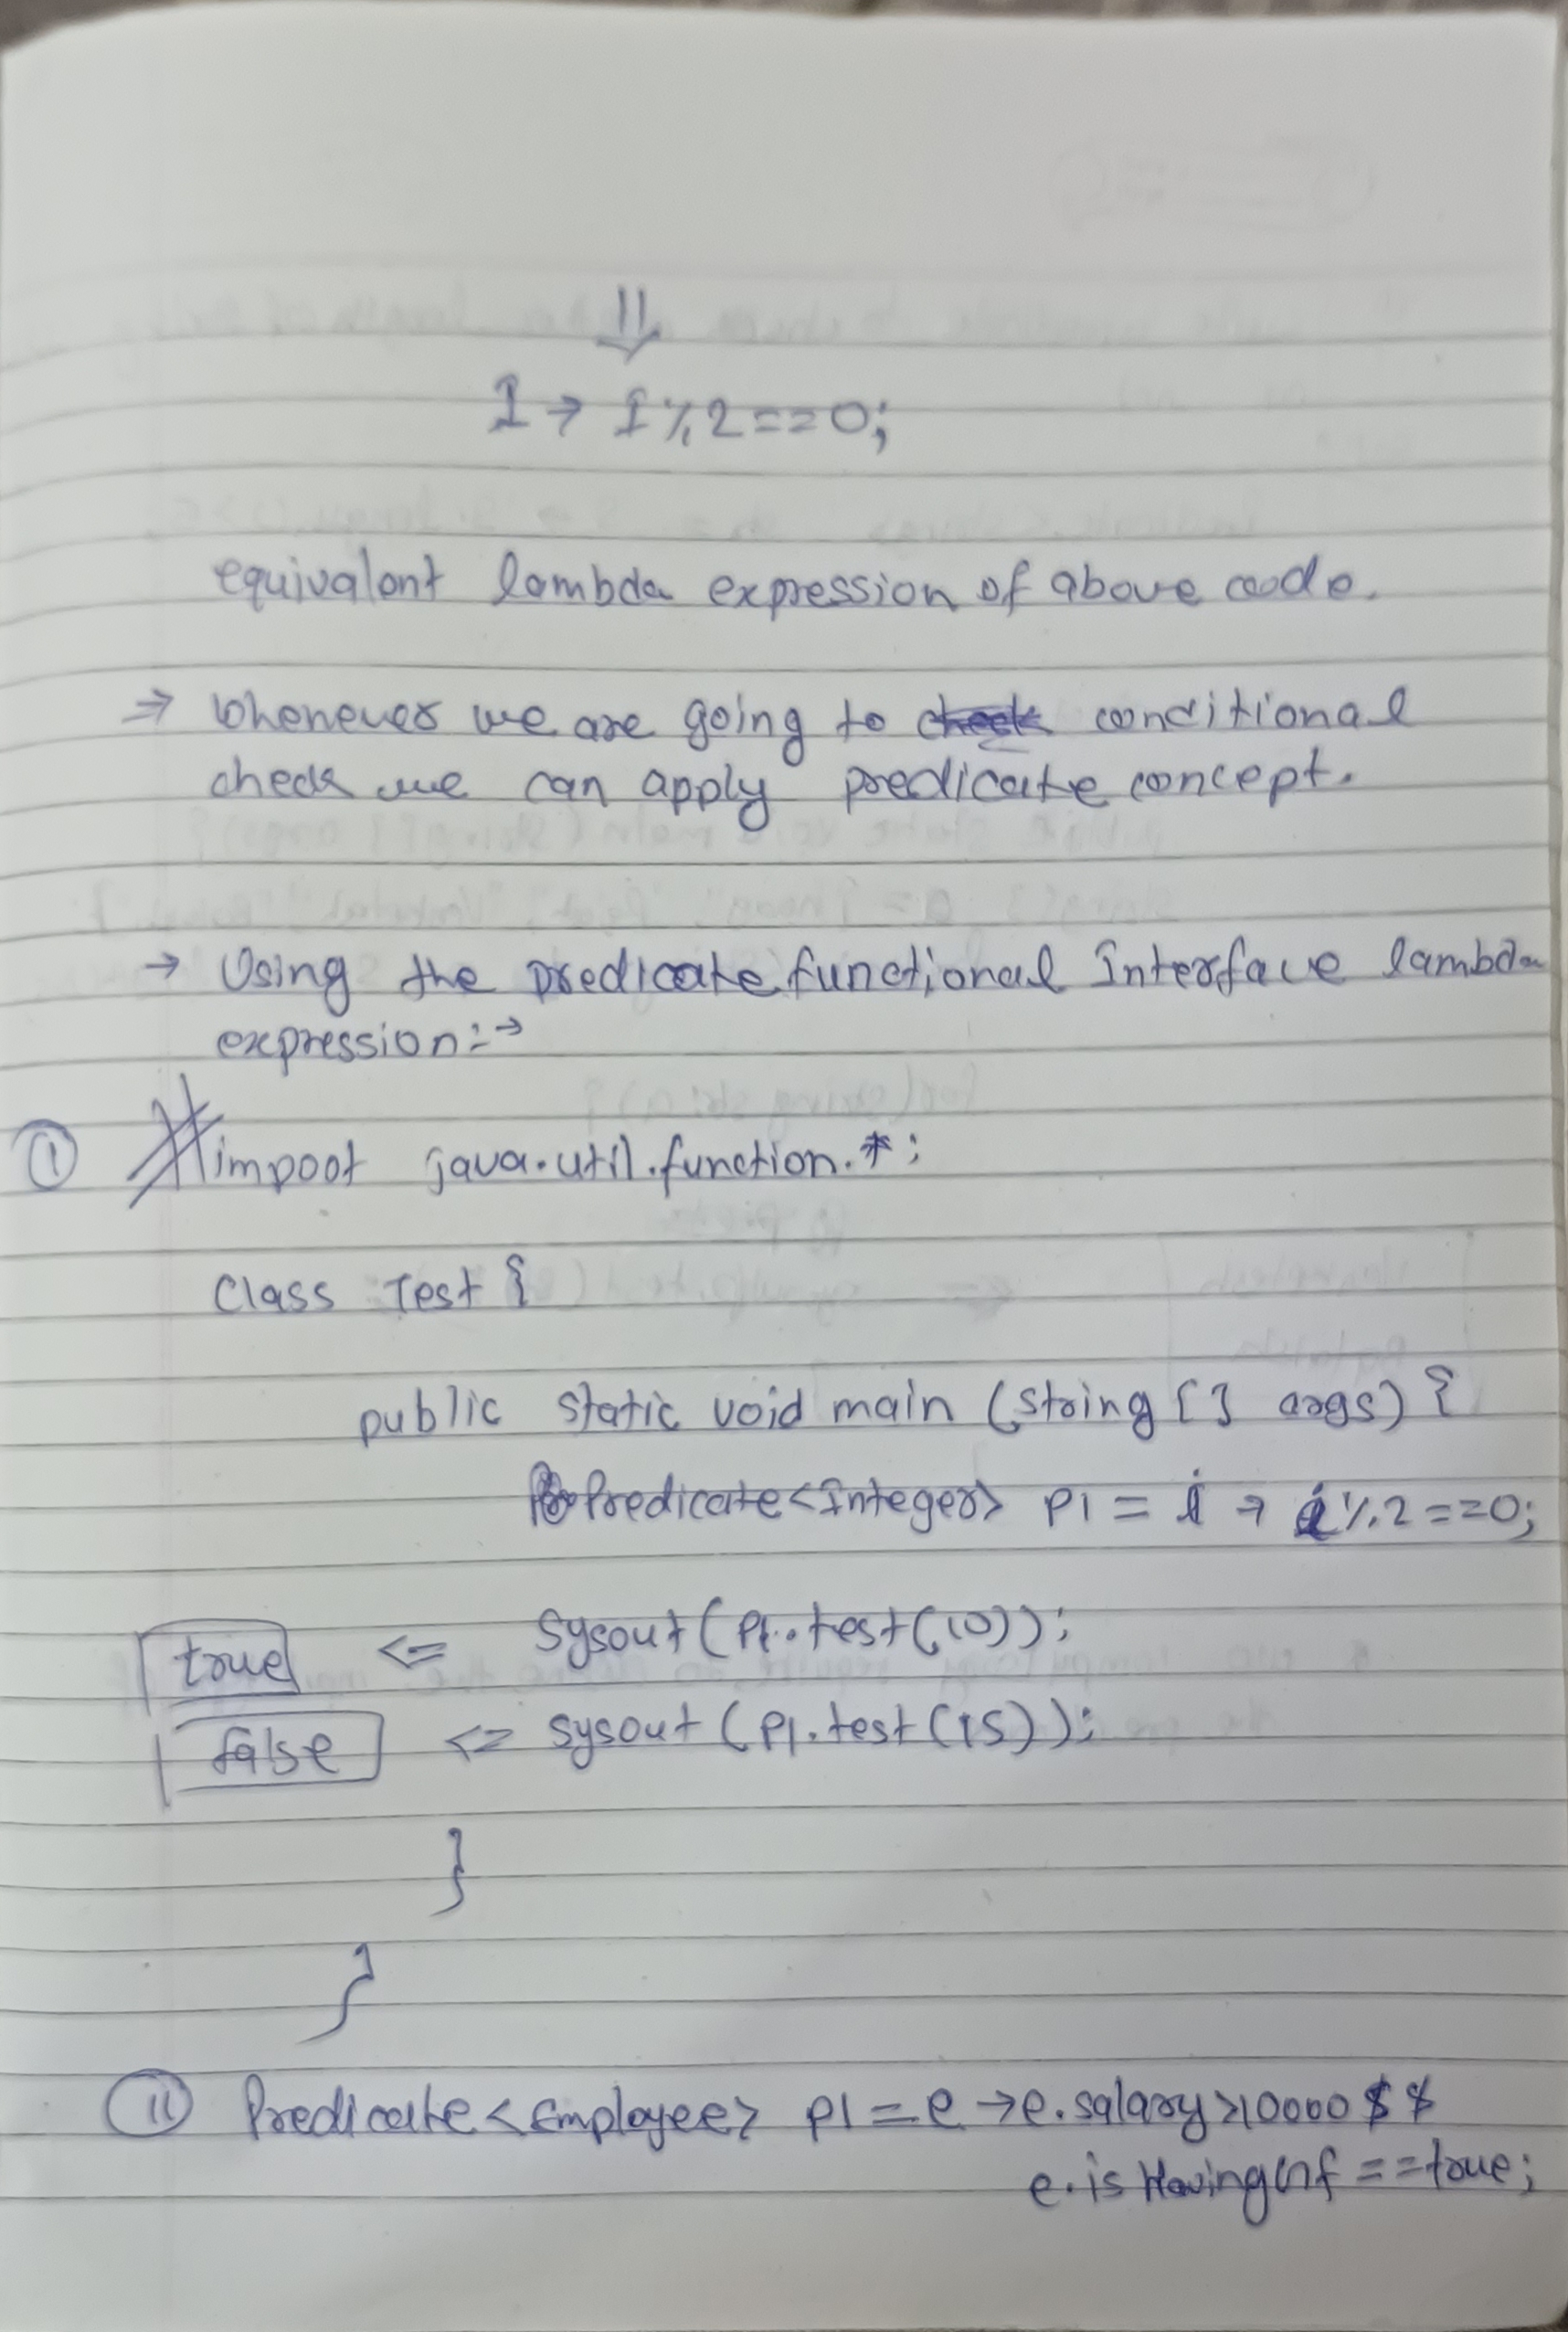 ⇓
I → I%2==0;
equivalent lambda expression of above code.
⇒ Whenever we are going to conditional
check we can apply predicate concept.
→ Using the predicate functional Interface lambda
expression:→
① import java.util.function.*;
Class Test {
public static void main (string [] args) {
Predicate<Integer> p1 = i → i%2==0;
true <= Sysout(P1.test(10));
false <= sysout(P1.test(15));
}
}
⑪ Predicate<Employee> p1 = e → e.salary>10000 $$
e.is Having Gf ==true;